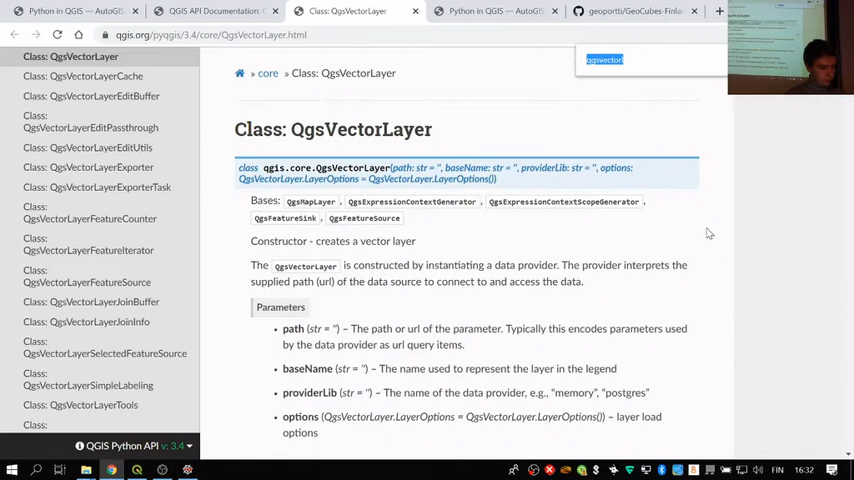 Python in QGIS — AutoGIS
QGIS API Documentation: Q
Class: QgsVectorLayer
Python in QGIS — AutoGIS
geoportti/GeoCubes-Finlan
qgis.org/pyqgis/3.4/core/QgsVectorLayer.html
qgsvectorl
Class: QgsVectorLayer
Class: QgsVectorLayerCache
Class: QgsVectorLayerEditBuffer
Class:
QgsVectorLayerEditPassthrough
Class: QgsVectorLayerEditUtils
Class: QgsVectorLayerExporter
Class: QgsVectorLayerExporterTask
Class:
QgsVectorLayerFeatureCounter
Class:
QgsVectorLayerFeatureIterator
Class:
QgsVectorLayerFeatureSource
Class: QgsVectorLayerJoinBuffer
Class: QgsVectorLayerJoinInfo
Class:
QgsVectorLayerSelectedFeatureSource
Class:
QgsVectorLayerSimpleLabeling
Class: QgsVectorLayerTools
Class:
QGIS Python API v: 3.4
» core » Class: QgsVectorLayer
Class: QgsVectorLayer
class qgis.core.QgsVectorLayer(path: str = '', baseName: str = '', providerLib: str = '', options:
QgsVectorLayer.LayerOptions = QgsVectorLayer.LayerOptions())
Bases: QgsMapLayer, QgsExpressionContextGenerator, QgsExpressionContextScopeGenerator,
QgsFeatureSink, QgsFeatureSource
Constructor - creates a vector layer
The QgsVectorLayer is constructed by instantiating a data provider. The provider interprets the
supplied path (url) of the data source to connect to and access the data.
Parameters
• path (str = '') – The path or url of the parameter. Typically this encodes parameters used
by the data provider as url query items.
• baseName (str = '') – The name used to represent the layer in the legend
• providerLib (str = '') – The name of the data provider, e.g., “memory”, “postgres”
• options (QgsVectorLayer.LayerOptions = QgsVectorLayer.LayerOptions()) – layer load
options
FIN
16:32